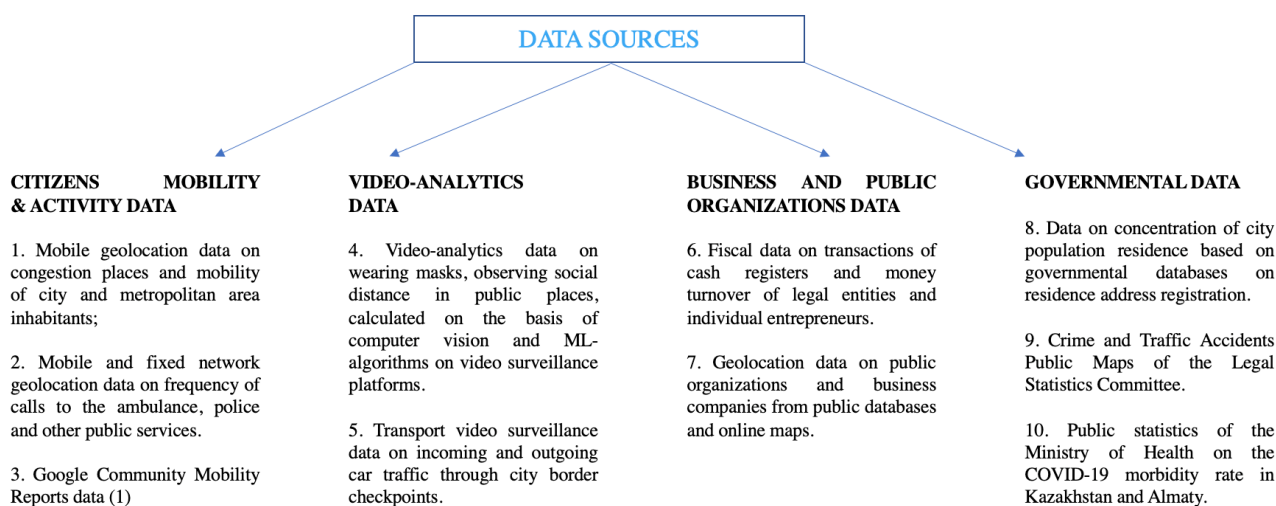 DATA SOURCES
CITIZENS MOBILITY
& ACTIVITY DATA
1. Mobile geolocation data on
congestion places and mobility
of city and metropolitan area
inhabitants;
2. Mobile and fixed network
geolocation data on frequency of
calls to the ambulance, police
and other public services.
3. Google Community Mobility
Reports data (1)
VIDEO-ANALYTICS
DATA
4. Video-analytics data on
wearing masks, observing social
distance in public places,
calculated on the basis of
computer vision and ML-
algorithms on video surveillance
platforms.
5. Transport video surveillance
data on incoming and outgoing
car traffic through city border
checkpoints.
BUSINESS AND PUBLIC
ORGANIZATIONS DATA
6. Fiscal data on transactions of
cash registers and money
turnover of legal entities and
individual entrepreneurs.
7. Geolocation data on public
organizations and business
companies from public databases
and online maps.
GOVERNMENTAL DATA
8. Data on concentration of city
population residence based on
governmental databases on
residence address registration.
9. Crime and Traffic Accidents
Public Maps of the Legal
Statistics Committee.
10. Public statistics of the
Ministry of Health on the
COVID-19 morbidity rate in
Kazakhstan and Almaty.